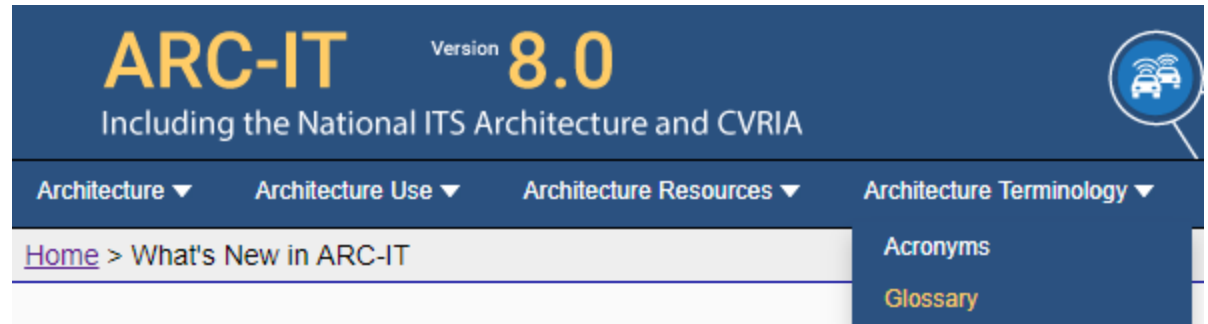 ARC-IT Version 8.0
Including the National ITS Architecture and CVRIA
Architecture ▼ Architecture Use ▼ Architecture Resources ▼ Architecture Terminology ▼
Home > What's New in ARC-IT
Acronyms
Glossary